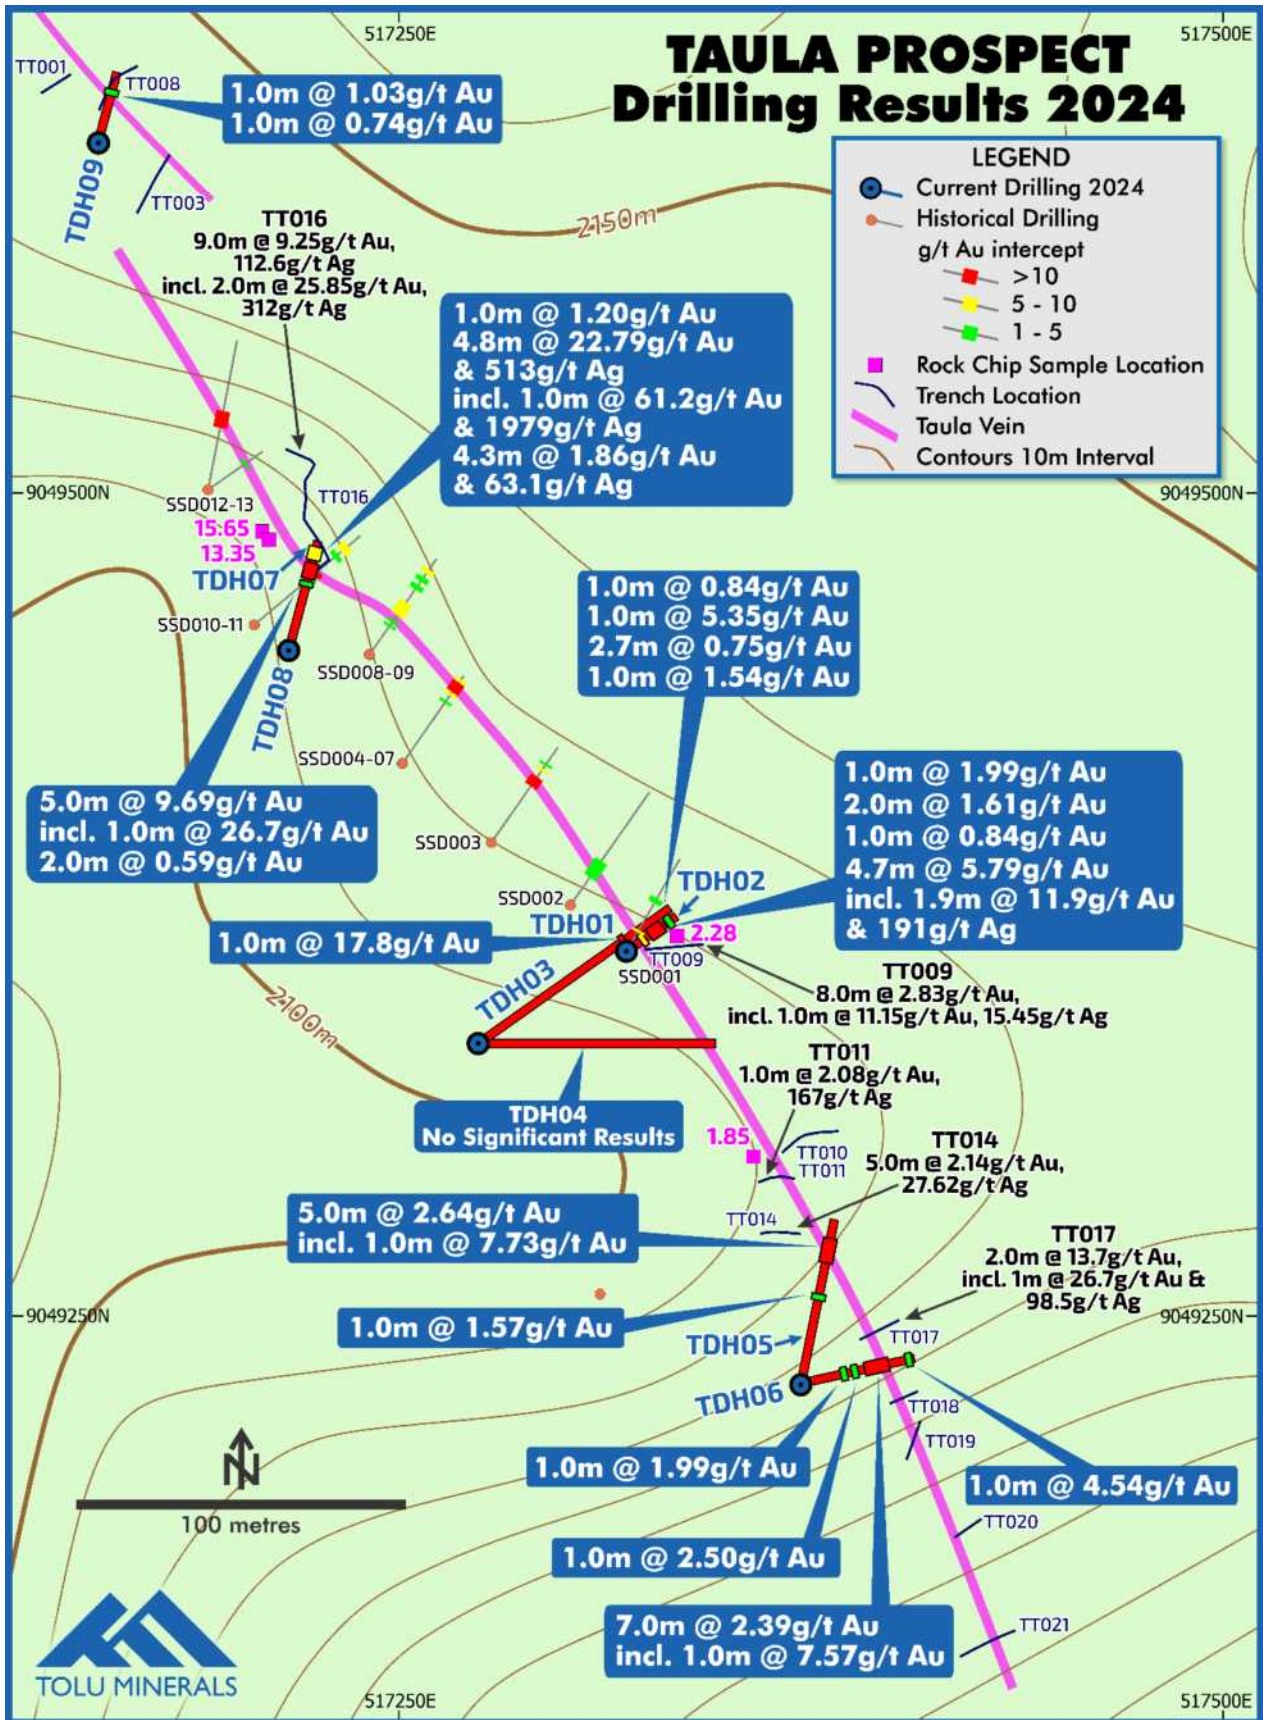 517250E
517500E
TAULA PROSPECT
Drilling Results 2024
LEGEND
Current Drilling 2024
Historical Drilling
g/t Au intercept
>10
5 - 10
1 - 5
Rock Chip Sample Location
Trench Location
Taula Vein
Contours 10m Interval
TT001
TT008
1.0m @ 1.03g/t Au
1.0m @ 0.74g/t Au
TDH09
TT003
2150m
TT016
9.0m @ 9.25g/t Au,
112.6g/t Ag
incl. 2.0m @ 25.85g/t Au,
312g/t Ag
1.0m @ 1.20g/t Au
4.8m @ 22.79g/t Au
& 513g/t Ag
incl. 1.0m @ 61.2g/t Au
& 1979g/t Ag
4.3m @ 1.86g/t Au
& 63.1g/t Ag
9049500N
9049500N
SSD012-13
TT016
15.65
13.35
TDH07
SSD010-11
SSD008-09
TDH08
1.0m @ 0.84g/t Au
1.0m @ 5.35g/t Au
2.7m @ 0.75g/t Au
1.0m @ 1.54g/t Au
SSD004-07
5.0m @ 9.69g/t Au
incl. 1.0m @ 26.7g/t Au
2.0m @ 0.59g/t Au
SSD003
1.0m @ 1.99g/t Au
2.0m @ 1.61g/t Au
1.0m @ 0.84g/t Au
4.7m @ 5.79g/t Au
incl. 1.9m @ 11.9g/t Au
& 191g/t Ag
SSD002
TDH02
TDH01
2.28
1.0m @ 17.8g/t Au
TT009
SSD001
TDH03
2100m
TT009
8.0m @ 2.83g/t Au,
incl. 1.0m @ 11.15g/t Au, 15.45g/t Ag
TT011
1.0m @ 2.08g/t Au,
167g/t Ag
TDH04
No Significant Results
1.85
TT010
TT011
TT014
5.0m @ 2.14g/t Au,
27.62g/t Ag
5.0m @ 2.64g/t Au
incl. 1.0m @ 7.73g/t Au
TT014
TT017
2.0m @ 13.7g/t Au,
incl. 1m @ 26.7g/t Au &
98.5g/t Ag
9049250N
9049250N
1.0m @ 1.57g/t Au
TDH05
TT017
TDH06
TT018
TT019
1.0m @ 1.99g/t Au
1.0m @ 4.54g/t Au
N
100 metres
TT020
1.0m @ 2.50g/t Au
7.0m @ 2.39g/t Au
incl. 1.0m @ 7.57g/t Au
TT021
TOLU MINERALS
517250E
517500E